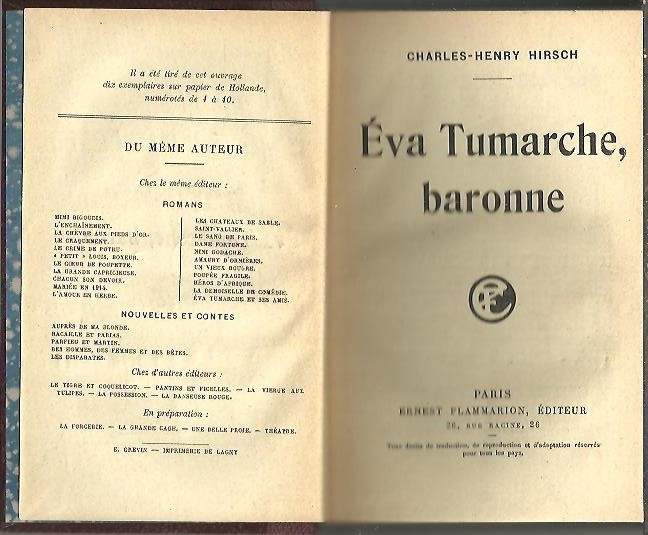 Il a été tiré de cet ouvrage
dix exemplaires sur papier de Hollande,
numérotés de 1 à 10.
DU MÊME AUTEUR
Chez le même éditeur :
ROMANS
MIMI BIGOUDIS.
L'ENCHAÎNEMENT.
LA CHÈVRE AUX PIEDS D'OR.
LE CRAQUEMENT.
LE CRIME DE POTRU.
« PETIT » LOUIS, BOXEUR.
LE CŒUR DE POUPETTE.
LA GRANDE CAPRICIEUSE.
CHACUN SON DEVOIR.
MARIÉE EN 1914.
L'AMOUR EN HERBE.
LES CHATEAUX DE SABLE.
SAINT-VALLIER.
LE SANG DE PARIS.
DAME FORTUNE.
NINI GODACHE.
AMAURY D'ORNIÈRES.
UN VIEUX BOUGRE.
POUPÉE FRAGILE.
HÉROS D'AFRIQUE.
LA DEMOISELLE DE COMÉDIE.
ÉVA TUMARCHE ET SES AMIS.
NOUVELLES ET CONTES
AUPRÈS DE MA BLONDE.
RACAILLE ET PARIAS.
PARFIEU ET MARTIN.
DES HOMMES, DES FEMMES ET DES BÊTES.
LES DISPARATES.
Chez d'autres éditeurs :
LE TIGRE ET COQUELICOT. — PANTINS ET FICELLES. — LA VIERGE AUX
TULIPES. — LA POSSESSION. — LA DANSEUSE ROUGE.
En préparation :
LA FORGERIE. — LA GRANDE CAGE. — UNE BELLE PROIE. — THÉATRE.
E. GREVIN — IMPRIMERIE DE LAGNY
CHARLES-HENRY HIRSCH
Éva Tumarche,
baronne
PARIS
ERNEST FLAMMARION, ÉDITEUR
26, RUE RACINE, 26
Tous droits de traduction, de reproduction et d'adaptation réservés
pour tous les pays.